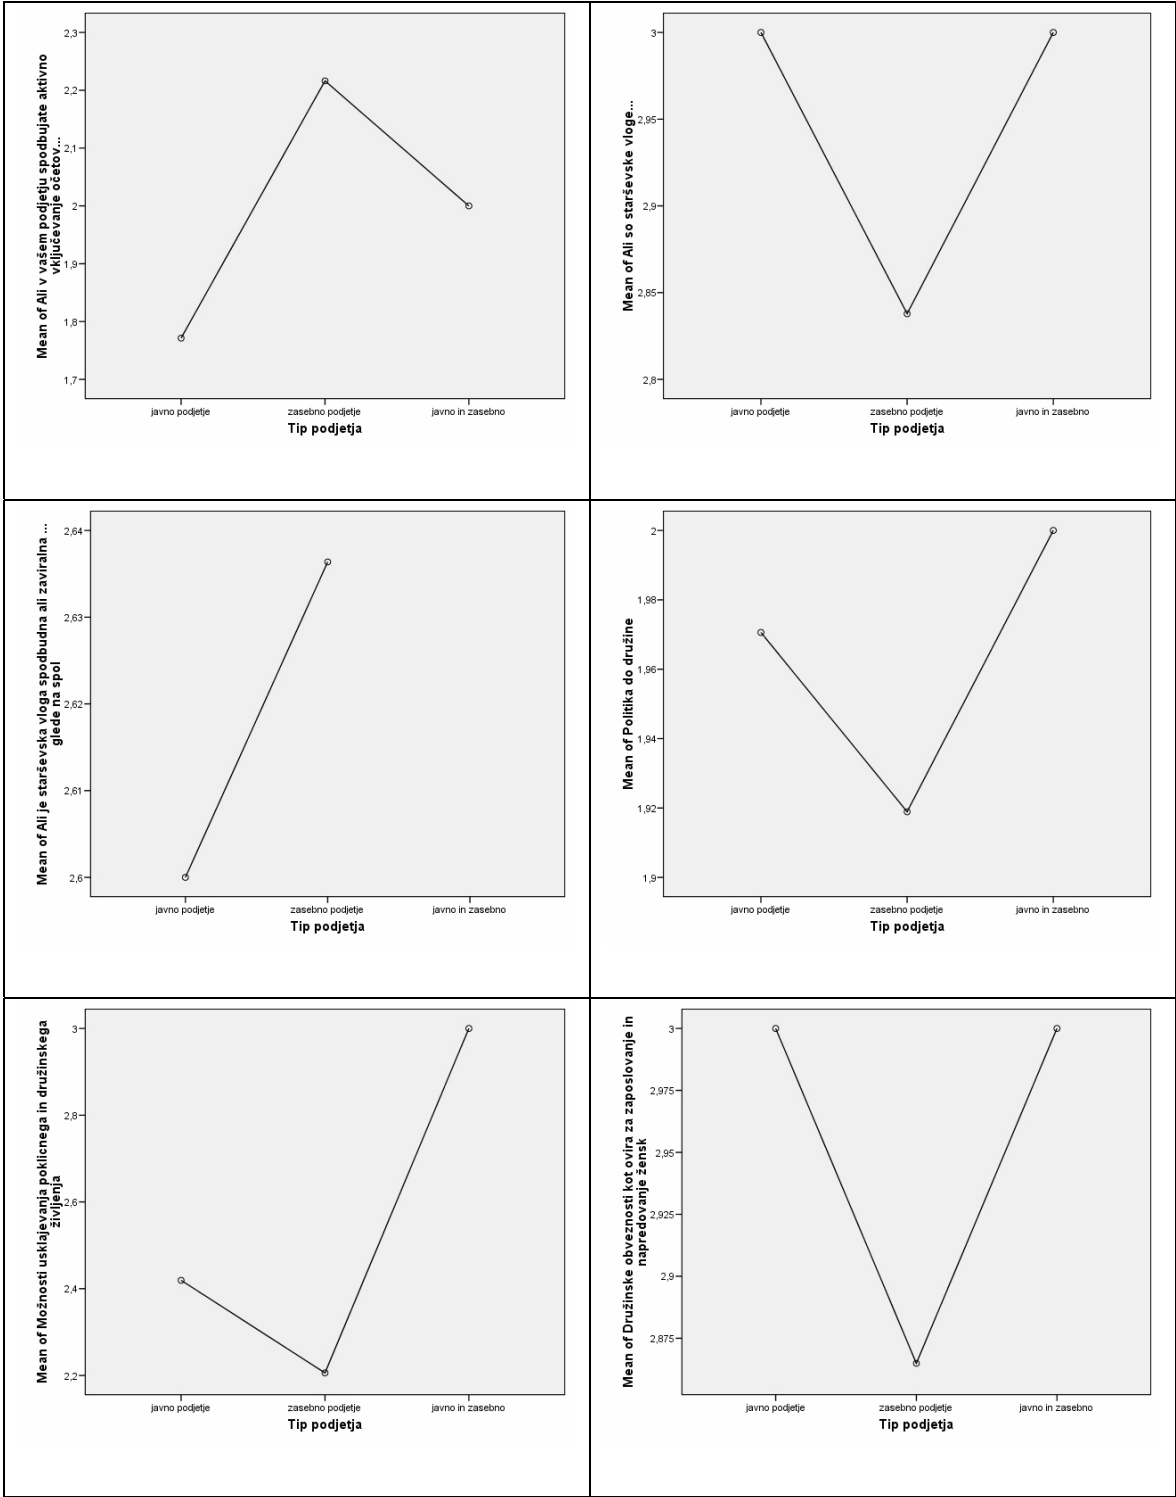 Mean of Ali v vašem podjetju spodbujate aktivno
vključevanje očetov...
2,3
2,2
2,1
2
1,9
1,8
1,7
javno podjetje
zasebno podjetje
javno in zasebno
Tip podjetja
Mean of Ali so starševske vloge...
3
2,95
2,9
2,85
2,8
javno podjetje
zasebno podjetje
javno in zasebno
Tip podjetja
Mean of Ali je starševska vloga spodbudna ali zaviralna ...
glede na spol
2,64
2,63
2,62
2,61
2,6
javno podjetje
zasebno podjetje
javno in zasebno
Tip podjetja
Mean of Politika do družine
2
1,98
1,96
1,94
1,92
1,9
javno podjetje
zasebno podjetje
javno in zasebno
Tip podjetja
Mean of Možnosti usklajevanja poklicnega in družinskega
življenja
3
2,8
2,6
2,4
2,2
javno podjetje
zasebno podjetje
javno in zasebno
Tip podjetja
Mean of Družinske obveznosti kot ovira za zaposlovanje in
napredovanje žensk
3
2,975
2,95
2,925
2,9
2,875
javno podjetje
zasebno podjetje
javno in zasebno
Tip podjetja